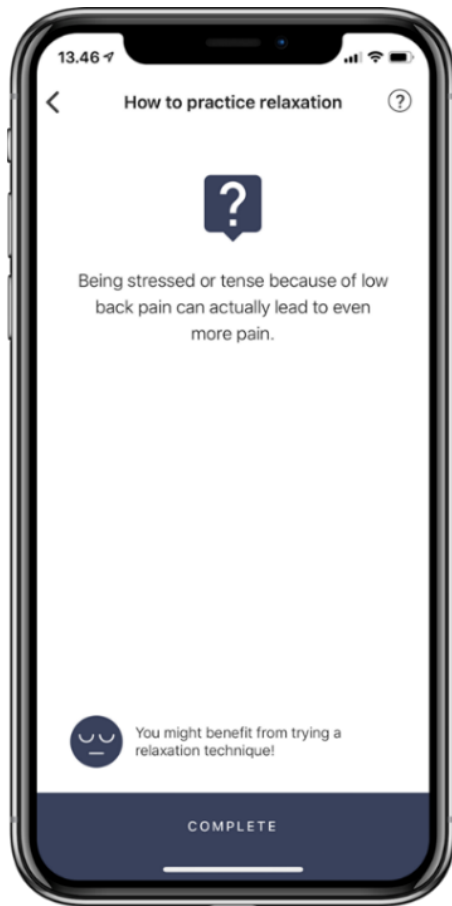 13.46
How to practice relaxation
?
?
Being stressed or tense because of low
back pain can actually lead to even
more pain.
You might benefit from trying a
relaxation technique!
COMPLETE